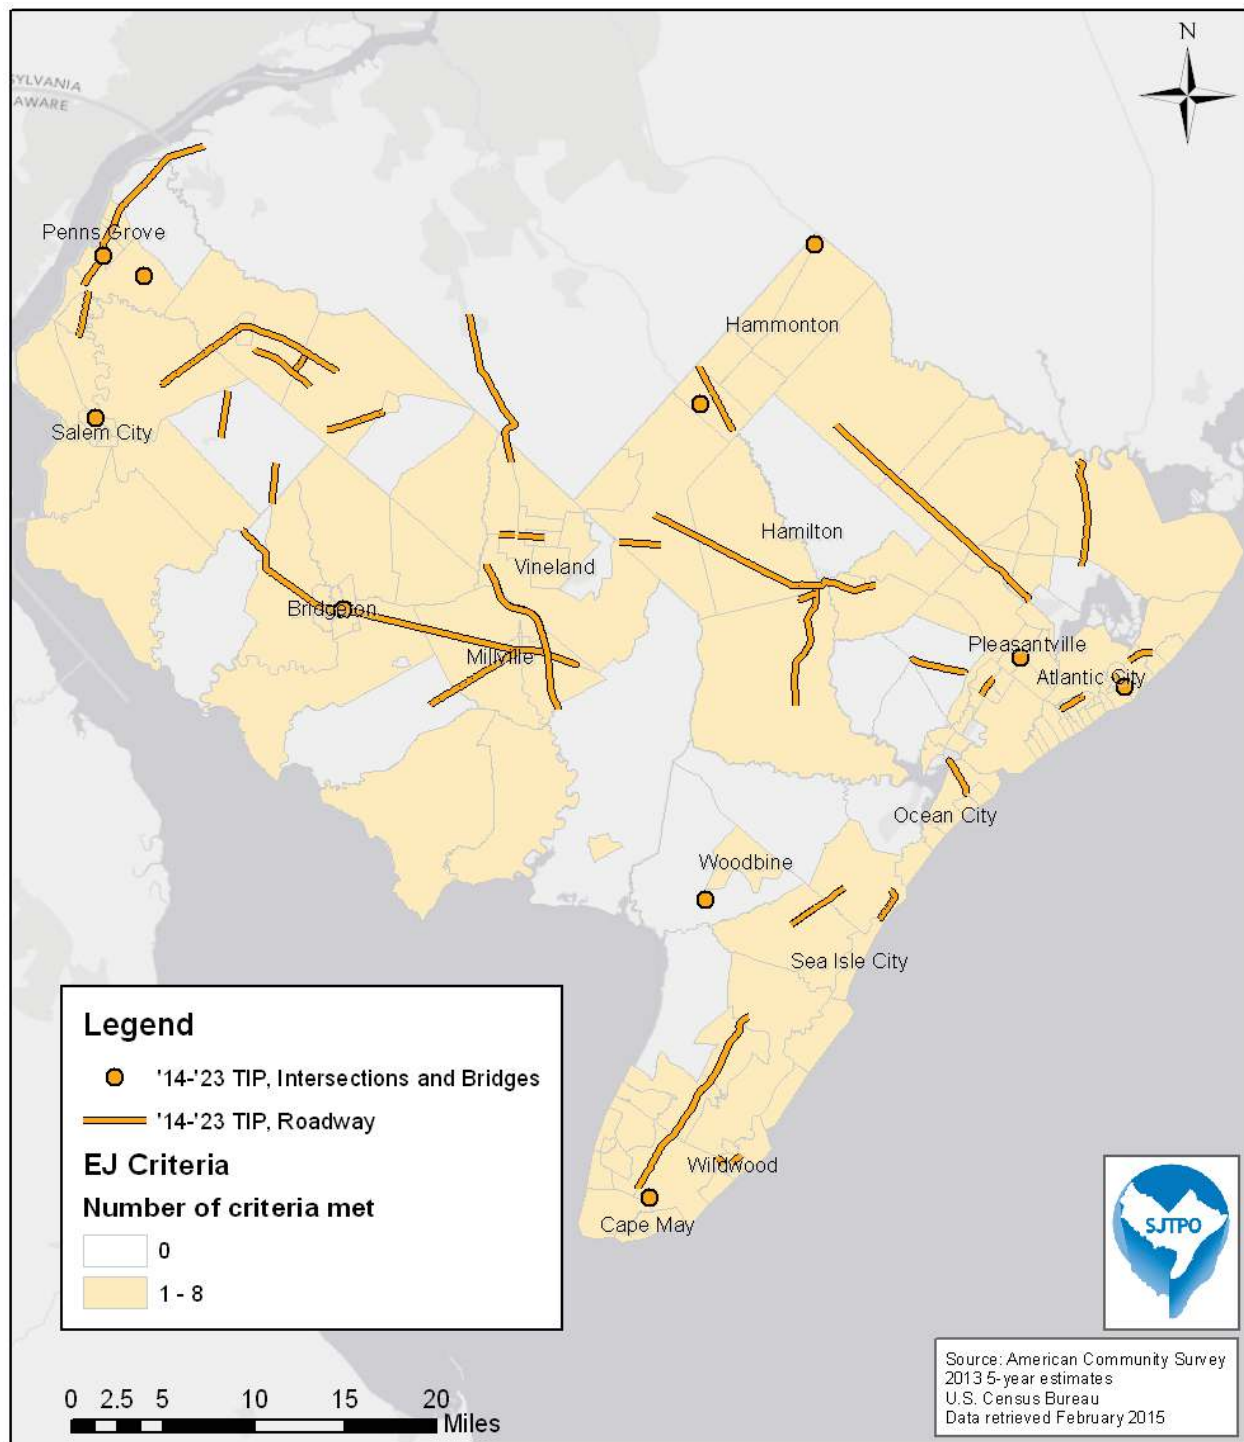 N
SYLVANIA
AWARE
Penns Grove
Hammonton
Salem City
Hamilton
Vineland
Bridgeton
Millville
Pleasantville
Atlantic City
Ocean City
Woodbine
Sea Isle City
Wildwood
Cape May
Legend
'14-'23 TIP, Intersections and Bridges
'14-'23 TIP, Roadway
EJ Criteria
Number of criteria met
0
1 - 8
SJTPO
0 2.5 5 10 15 20
Miles
Source: American Community Survey
2013 5-year estimates
U.S. Census Bureau
Data retrieved February 2015